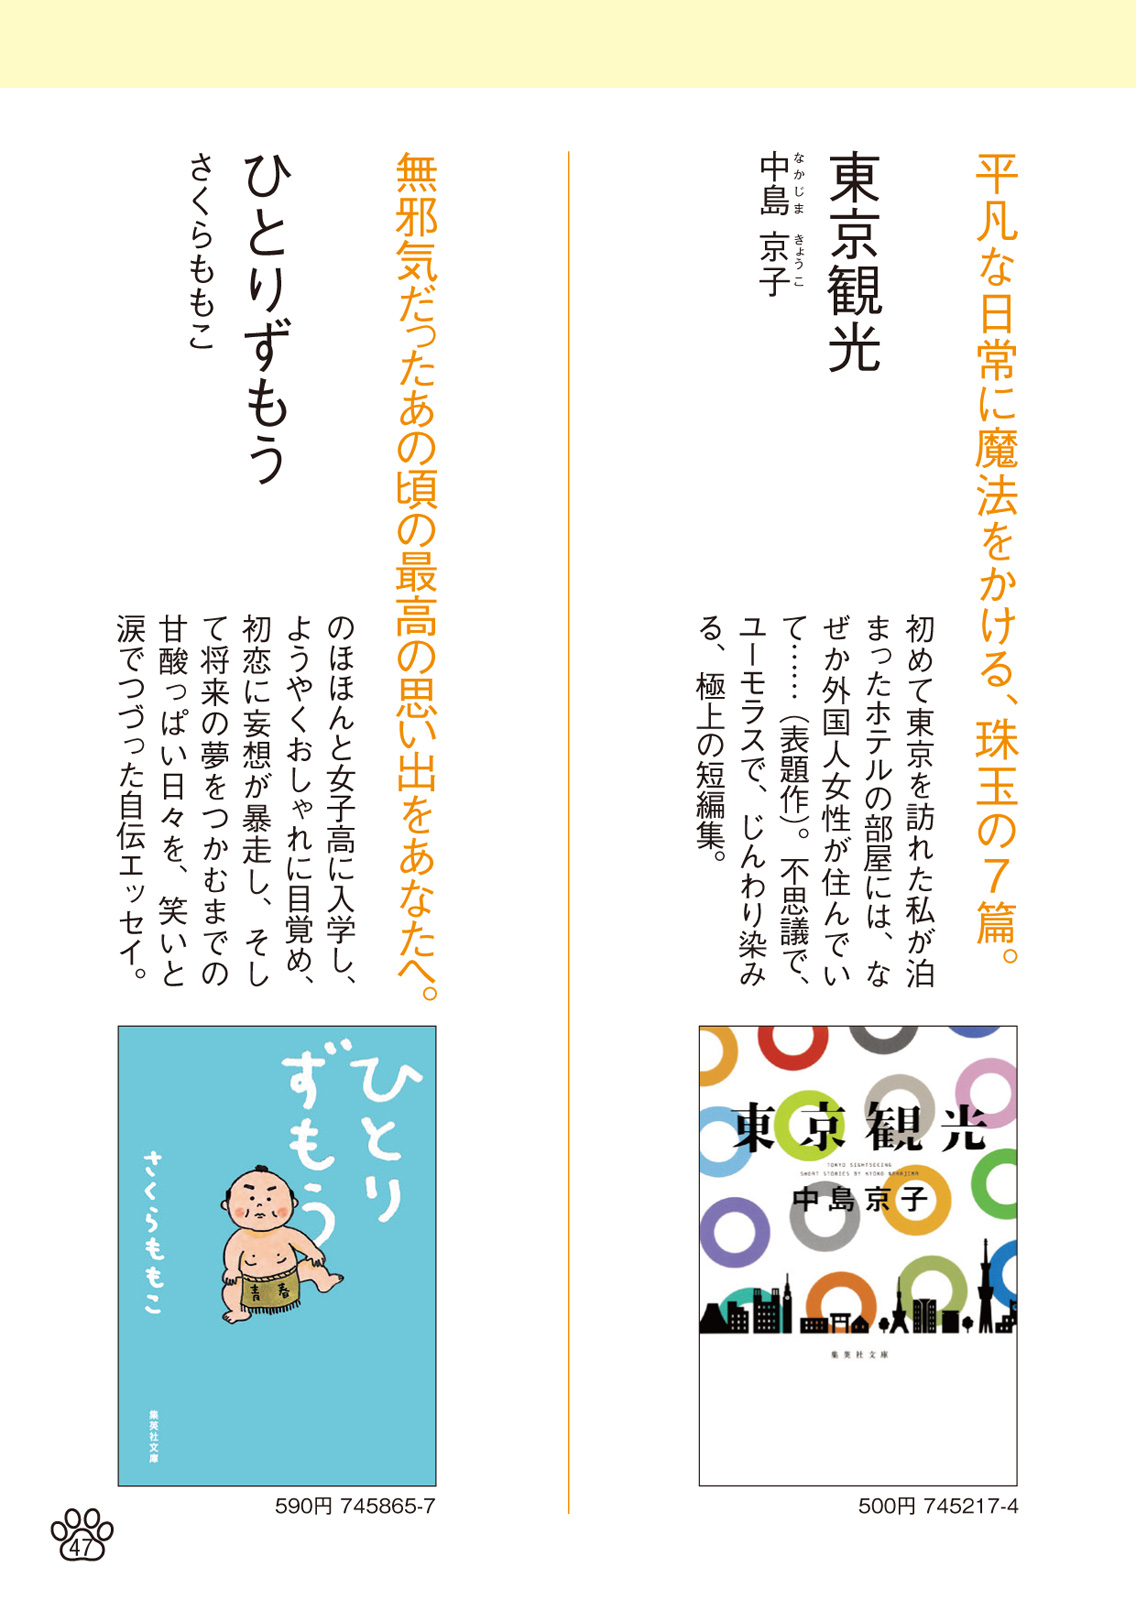 平凡な日常に魔法をかける、珠玉の7篇。
東京観光
中島 京子
なかじま きょうこ
初めて東京を訪れた私が泊
まったホテルの部屋には、な
ぜか外国人女性が住んでい
て……（表題作）。不思議で、
ユーモラスで、じんわり染み
る、極上の短編集。
東京観光
TOKYO SIGHTSEEING
SHORT STORIES BY KYOKO NAKAJIMA
中島京子
集英社文庫
500円 745217-4
無邪気だったあの頃の最高の思い出をあなたへ。
ひとりずもう
さくらももこ
のほほんと女子高に入学し、
ようやくおしゃれに目覚め、
初恋に妄想が暴走し、そし
て将来の夢をつかむまでの
甘酸っぱい日々を、笑いと
涙でつづった自伝エッセイ。
ひとり
ずもう
さくらももこ
青春
集英社文庫
590円 745865-7
47